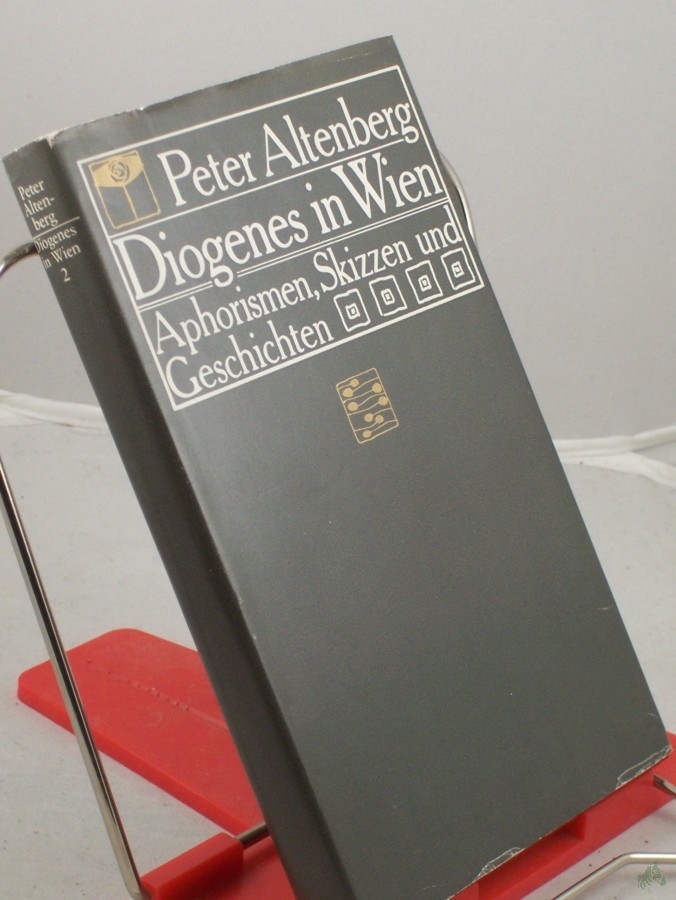 Peter Altenberg
Diogenes in Wien
Aphorismen, Skizzen und
Geschichten
Peter
Alten-
berg
Diogenes
in Wien
2